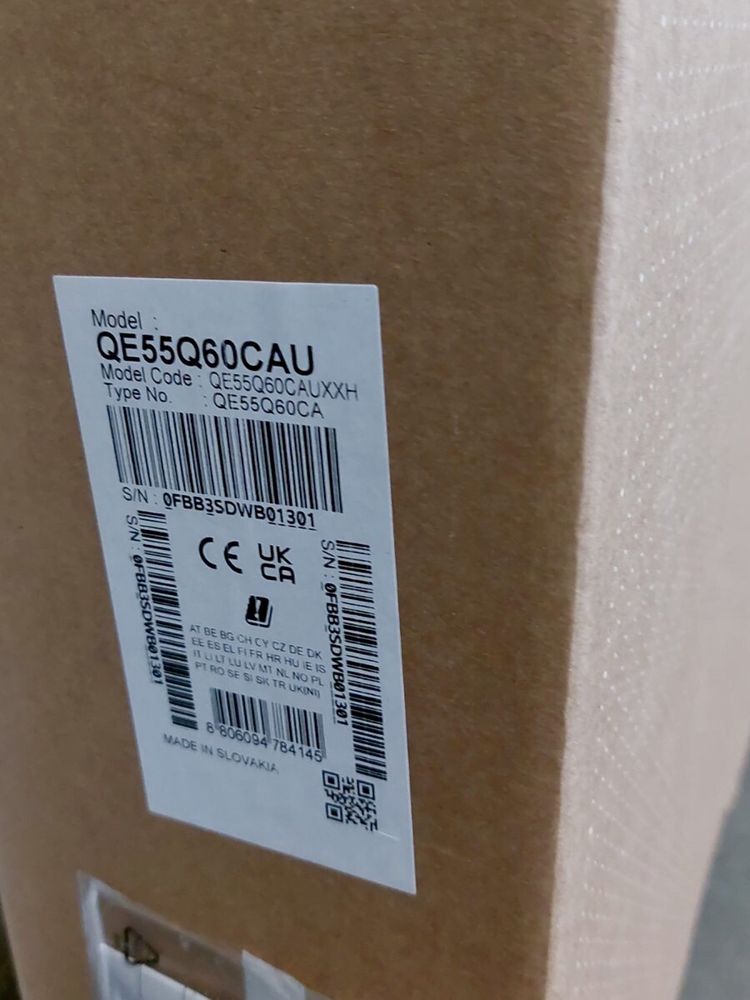 Model :
QE55Q60CAU
Model Code : QE55Q60CAUXXH
Type No. : QE55Q60CA
S/N : 0FBB3SDWB01301
S/N : 0FBB3SDWB01301
S/N : 0FBB3SDWB01301
CE UK
CA
AT BE BG CH CY CZ DE DK
EE ES EL FI FR HR HU IE IS
IT LI LT LU LV MT NL NO PL
PT RO SE SI SK TR UK(NI)
8 806094 784145
MADE IN SLOVAKIA